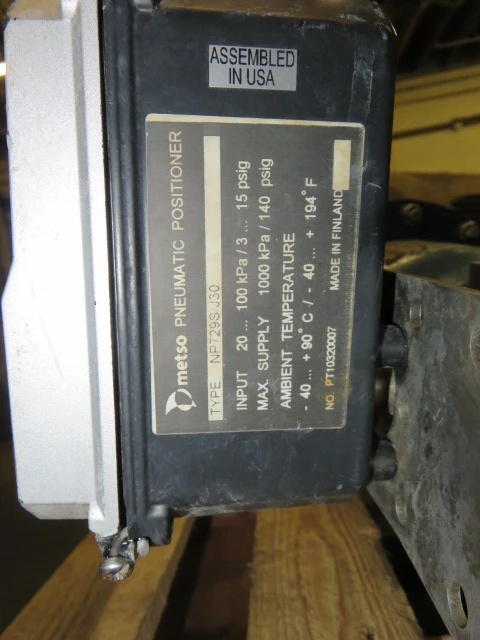 ASSEMBLED
IN USA
metso PNEUMATIC POSITIONER
TYPE NP729S.J30
INPUT 20 ... 100 kPa / 3 ... 15 psig
MAX. SUPPLY 1000 kPa / 140 psig
AMBIENT TEMPERATURE
- 40 ... + 90° C / - 40 ... + 194° F
NO. PT10320007 MADE IN FINLAND